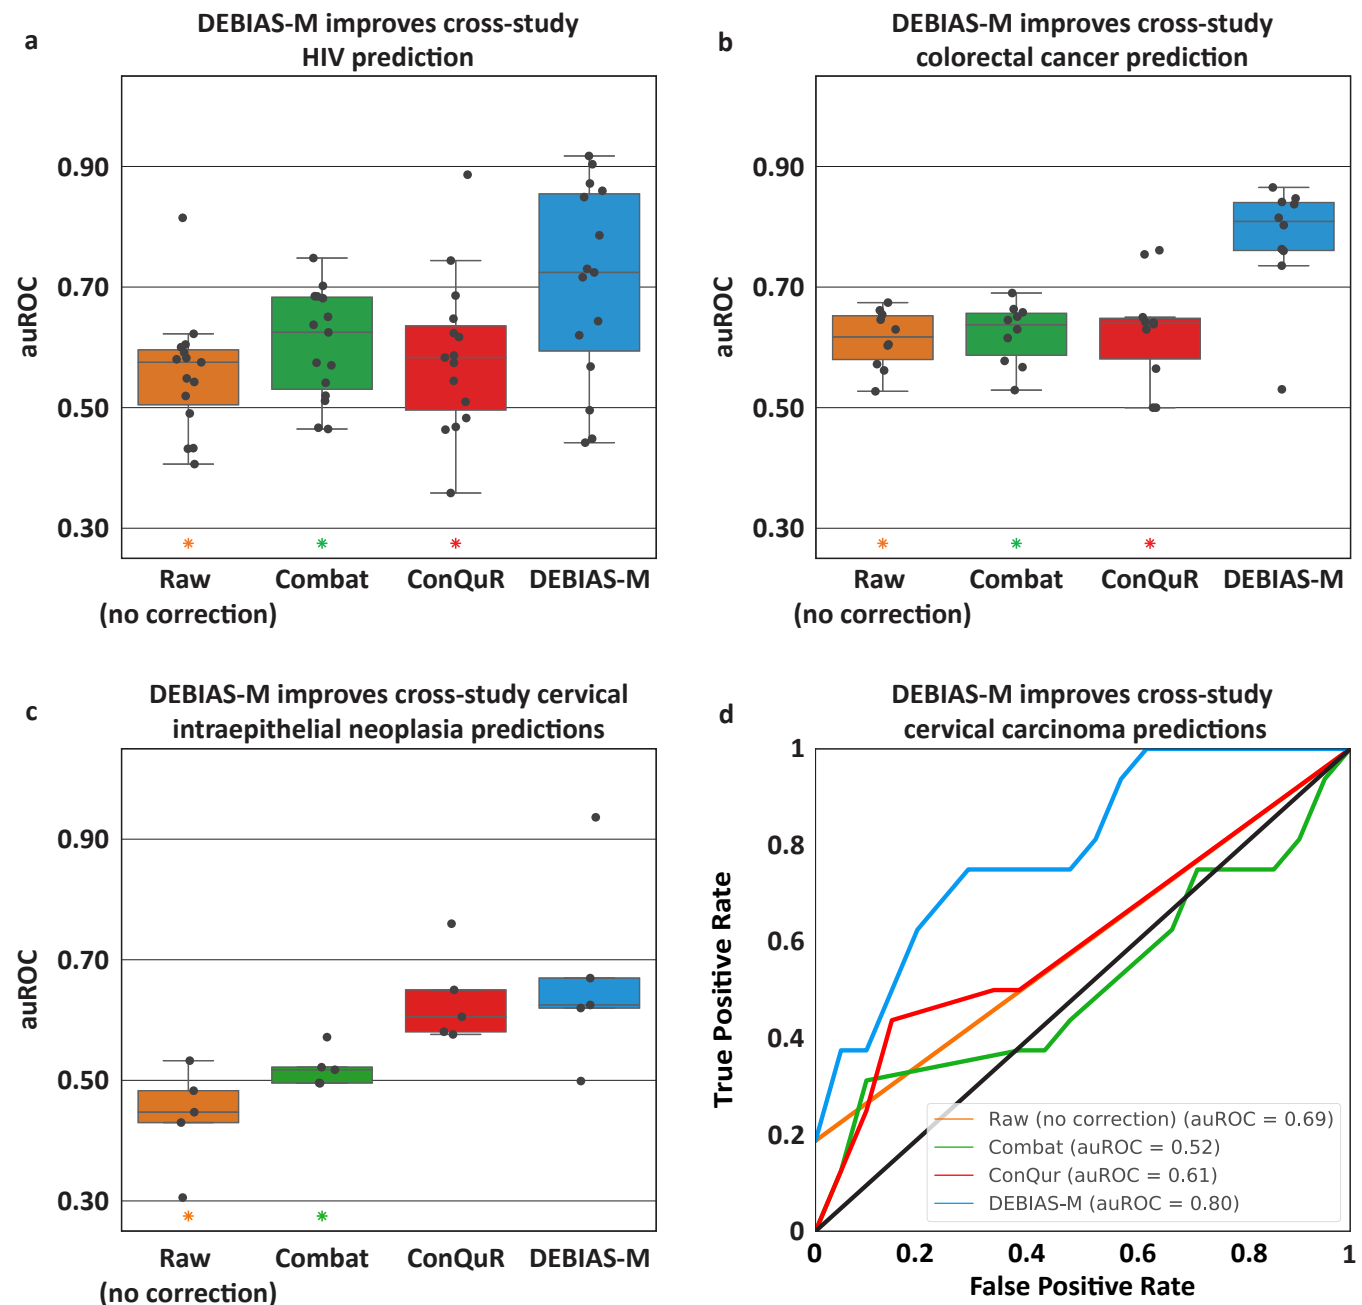 a
DEBIAS-M improves cross-study
HIV prediction
auROC
0.90
0.70
0.50
0.30
*
*
*
Raw
(no correction)
Combat
ConQuR
DEBIAS-M
b
DEBIAS-M improves cross-study
colorectal cancer prediction
auROC
0.90
0.70
0.50
0.30
*
*
*
Raw
(no correction)
Combat
ConQuR
DEBIAS-M
c
DEBIAS-M improves cross-study cervical
intraepithelial neoplasia predictions
auROC
0.90
0.70
0.50
0.30
*
*
Raw
(no correction)
Combat
ConQuR
DEBIAS-M
d
DEBIAS-M improves cross-study
cervical carcinoma predictions
True Positive Rate
1
0.8
0.6
0.4
0.2
0
Raw (no correction) (auROC = 0.69)
Combat (auROC = 0.52)
ConQur (auROC = 0.61)
DEBIAS-M (auROC = 0.80)
0
0.2
0.4
0.6
0.8
1
False Positive Rate